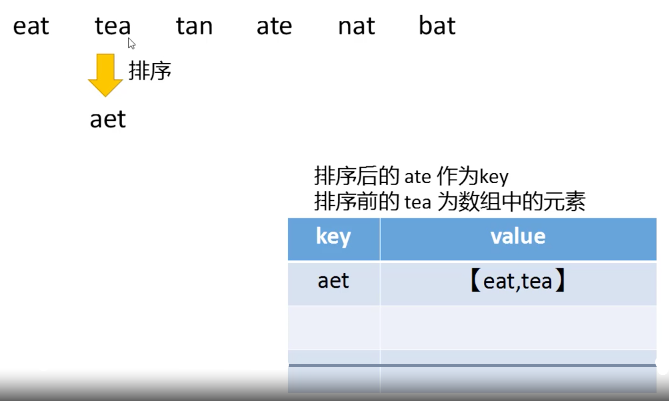 eat tea tan ate nat bat
排序
aet
排序后的 ate 作为key
排序前的 tea 为数组中的元素
key value
aet 【eat,tea】